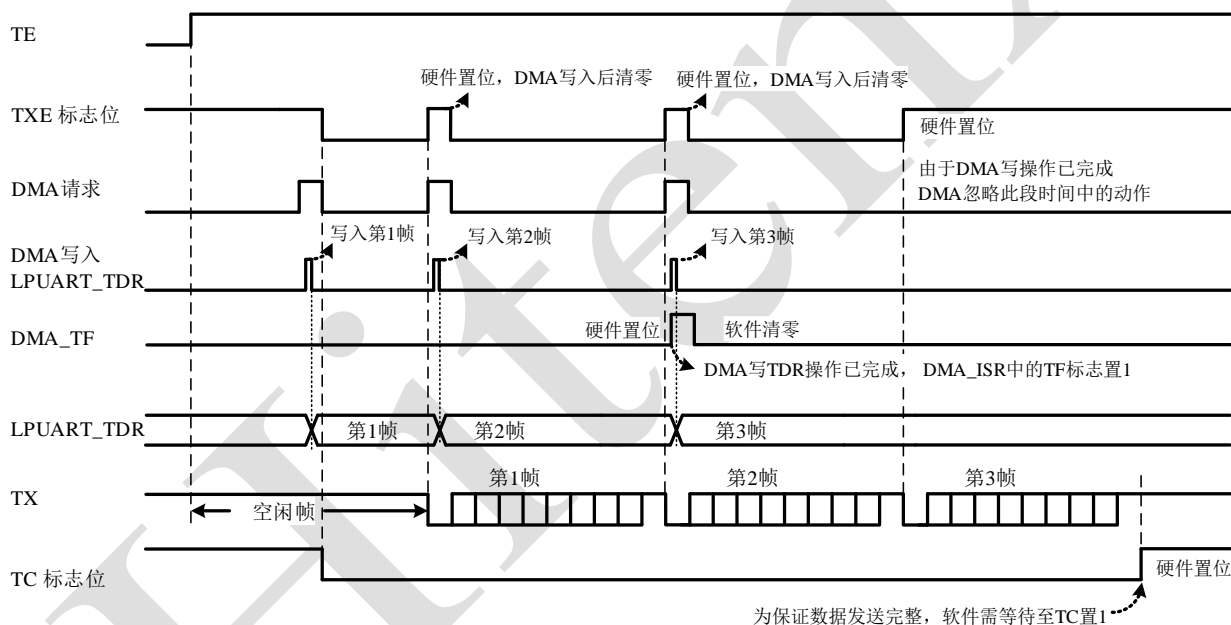 TE
硬件置位，DMA写入后清零
硬件置位，DMA写入后清零
TXE 标志位
硬件置位
DMA请求
由于DMA写操作已完成
DMA忽略此段时间中的动作
写入第1帧
写入第2帧
写入第3帧
DMA写入
LPUART_TDR
硬件置位
软件清零
DMA_TF
DMA写TDR操作已完成， DMA_ISR中的TF标志置1
LPUART_TDR
第1帧
第2帧
第3帧
第1帧
第2帧
第3帧
TX
空闲帧
TC 标志位
硬件置位
为保证数据发送完整，软件需等待至TC置1